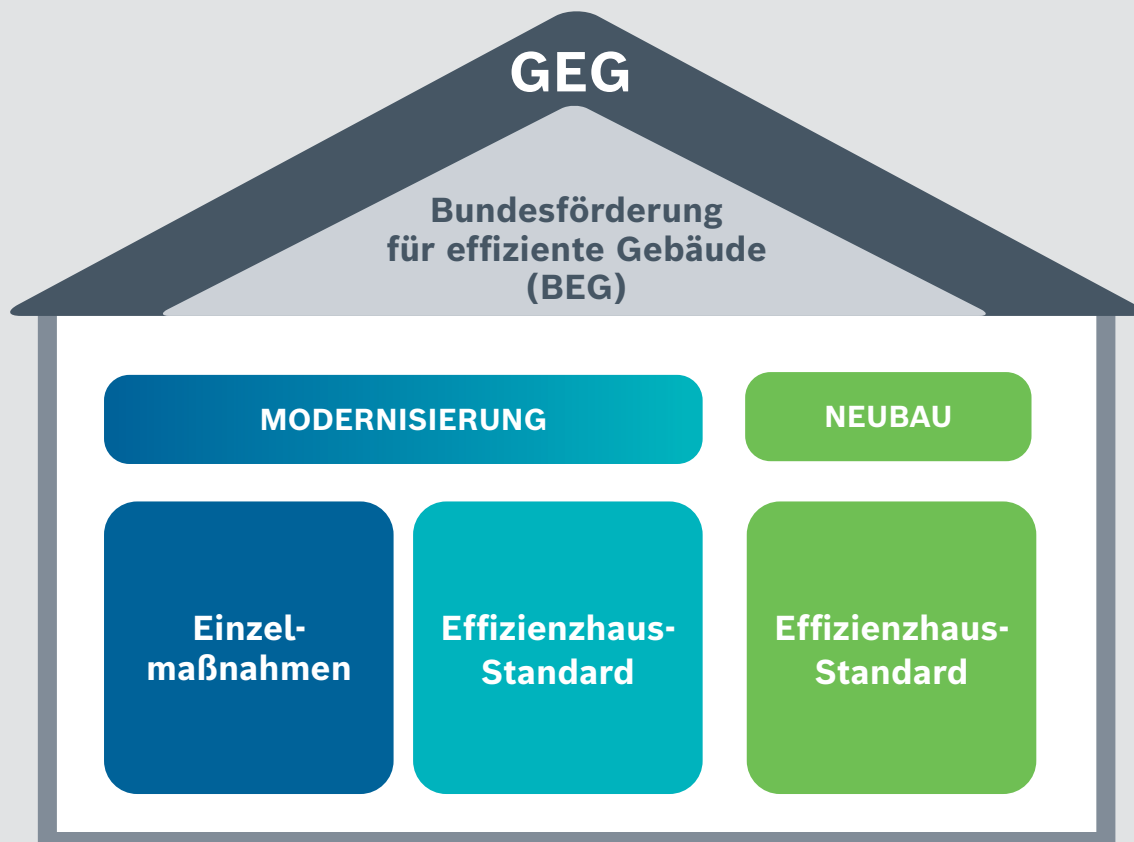 GEG
Bundesförderung
für effiziente Gebäude
(BEG)
MODERNISIERUNG
NEUBAU
Einzel-
maßnahmen
Effizienzhaus-
Standard
Effizienzhaus-
Standard